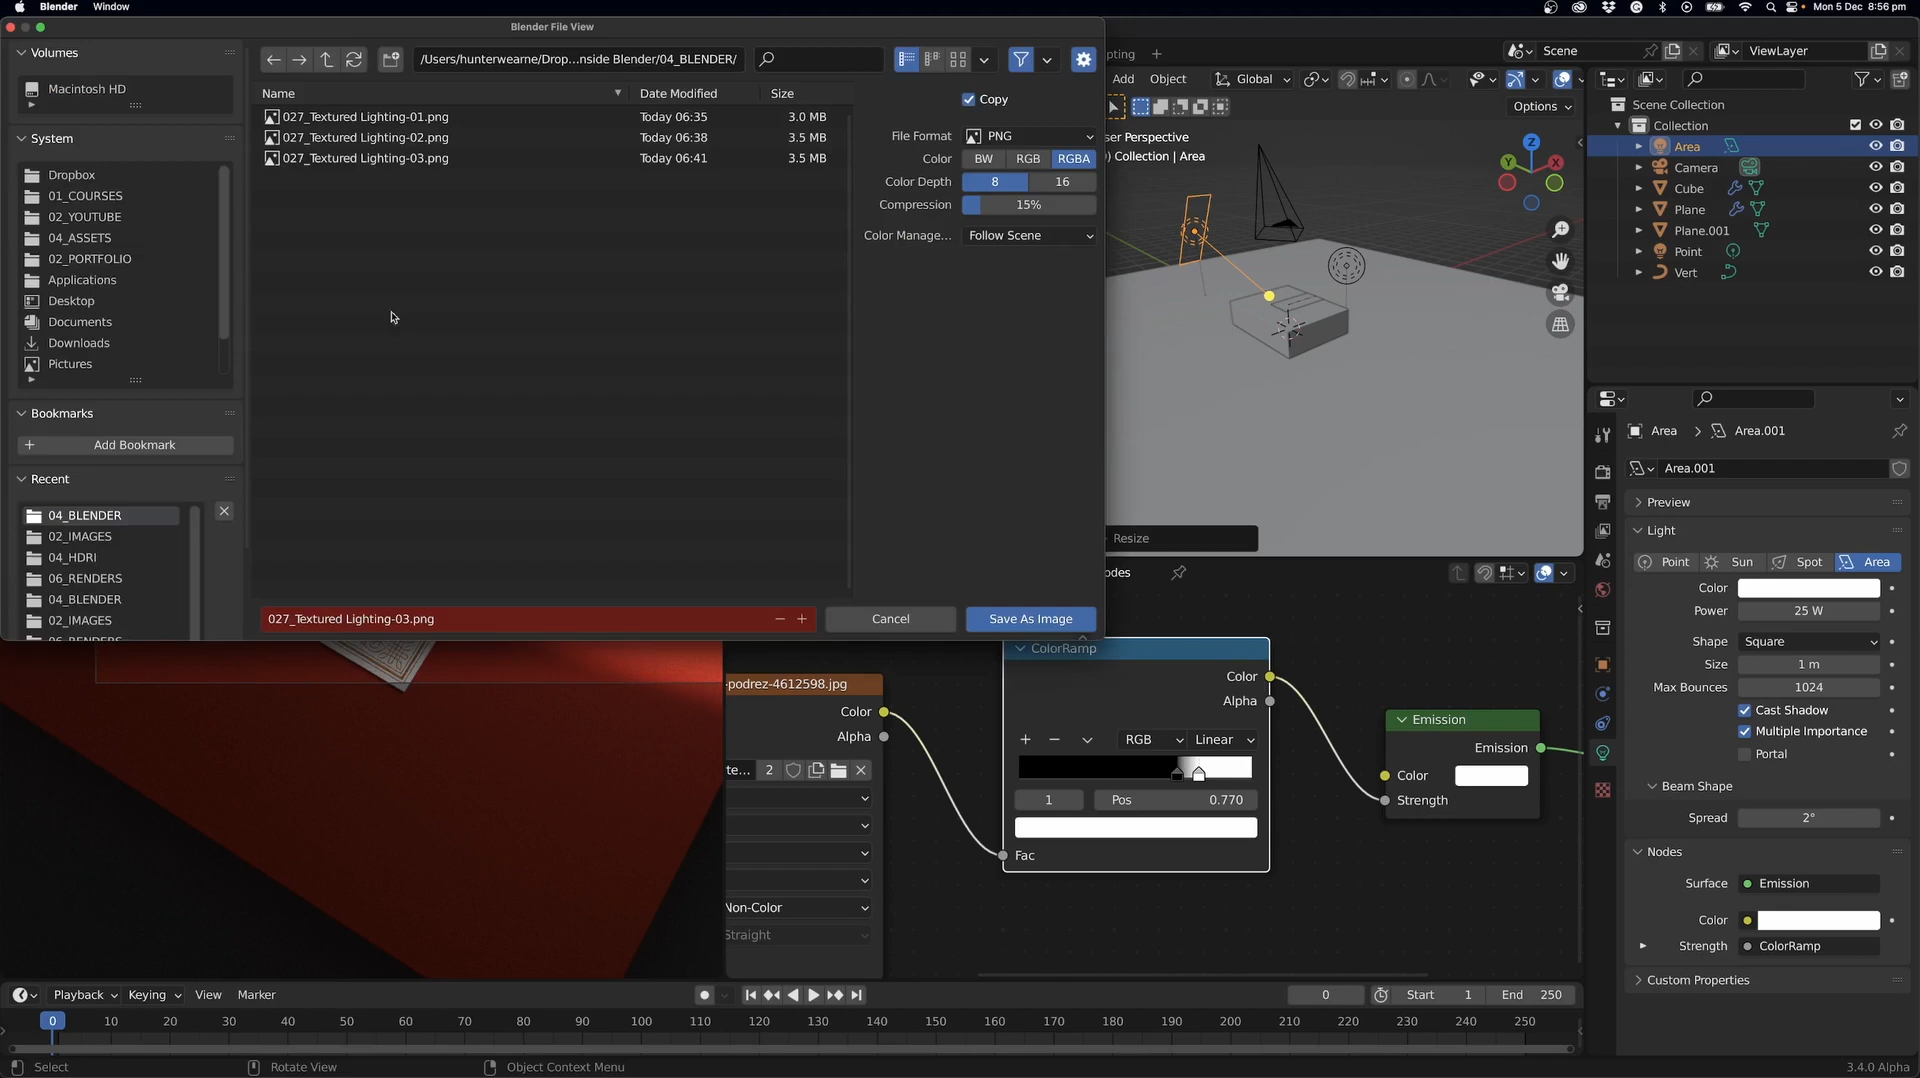 Blender Window
Mon 5 Dec 8:56 pm
Blender File View
Volumes
Macintosh HD
System
Dropbox
01_COURSES
02_YOUTUBE
04_ASSETS
02_PORTFOLIO
Applications
Desktop
Documents
Downloads
Pictures
Bookmarks
Add Bookmark
Recent
04_BLENDER
02_IMAGES
04_HDRI
06_RENDERS
04_BLENDER
02_IMAGES
/Users/hunterwearne/Drop...nside Blender/04_BLENDER/
Name Date Modified Size
027_Textured Lighting-01.png Today 06:35 3.0 MB
027_Textured Lighting-02.png Today 06:38 3.5 MB
027_Textured Lighting-03.png Today 06:41 3.5 MB
Copy
File Format PNG
Color BW RGB RGBA
Color Depth 8 16
Compression 15%
Color Manage... Follow Scene
027_Textured Lighting-03.png
Cancel
Save As Image
pting +
Scene
ViewLayer
Add Object Global
Options
ser Perspective
) Collection | Area
Z
Y
X
Resize
Scene Collection
Collection
Area
Camera
Cube
Plane
Plane.001
Point
Vert
Area > Area.001
Area.001
Preview
Light
Point Sun Spot Area
Color
Power 25 W
Shape Square
Size 1 m
Max Bounces 1024
Cast Shadow
Multiple Importance
Portal
Beam Shape
Spread 2°
Nodes
Surface Emission
Color
Strength ColorRamp
Custom Properties
odes
-podrez-4612598.jpg
Color
Alpha
te... 2
Non-Color
Straight
ColorRamp
Color
Alpha
RGB Linear
1 Pos 0.770
Fac
Emission
Emission
Color
Strength
Playback Keying View Marker
0 Start 1 End 250
0 10 20 30 40 50 60 70 80 90 100 110 120 130 140 150 160 170 180 190 200 210 220 230 240 250
Select Rotate View Object Context Menu
3.4.0 Alpha